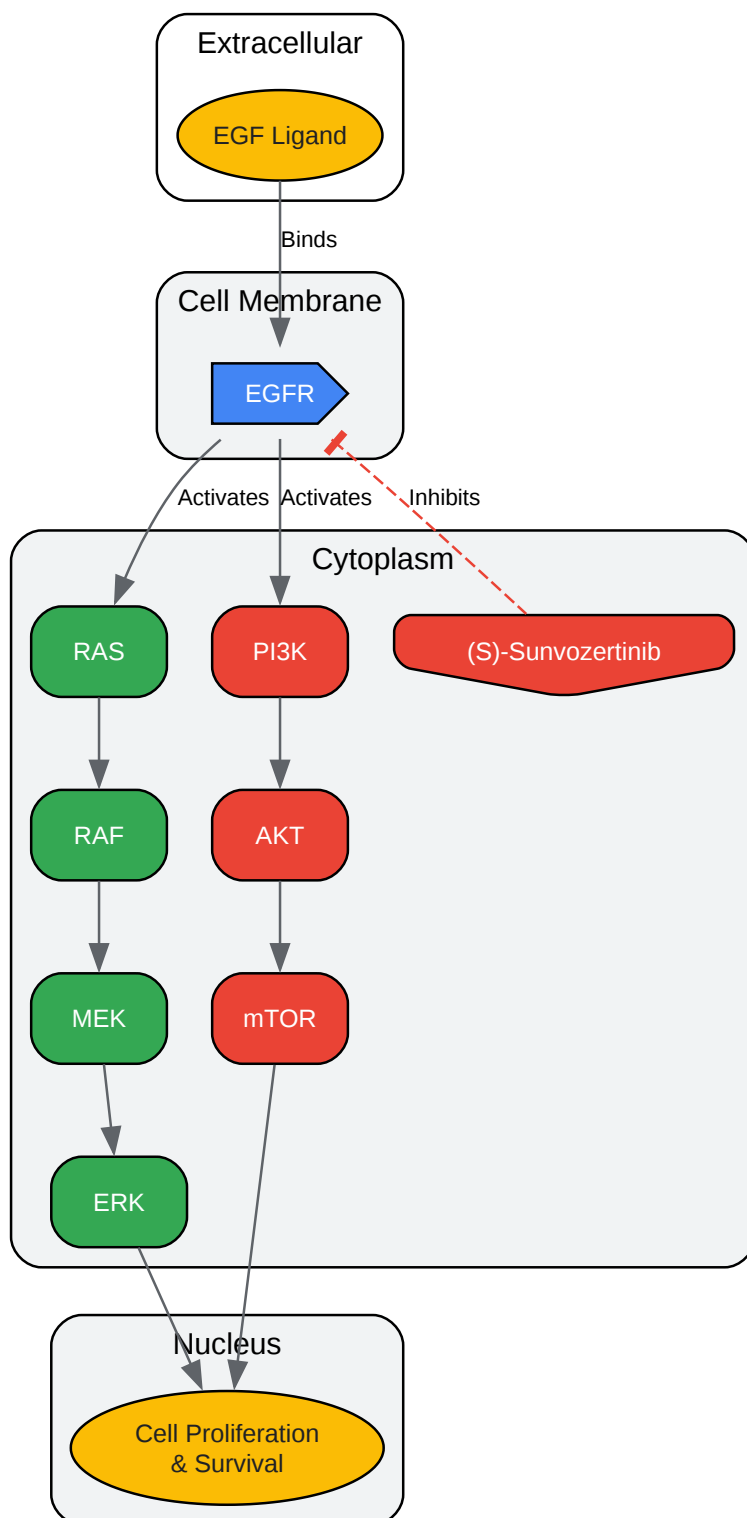 Extracellular
EGF Ligand
Binds
Cell Membrane
EGFR
Activates
Activates
Inhibits
Cytoplasm
RAS
PI3K
(S)-Sunvozertinib
RAF
AKT
MEK
mTOR
ERK
Nucleus
Cell Proliferation
& Survival